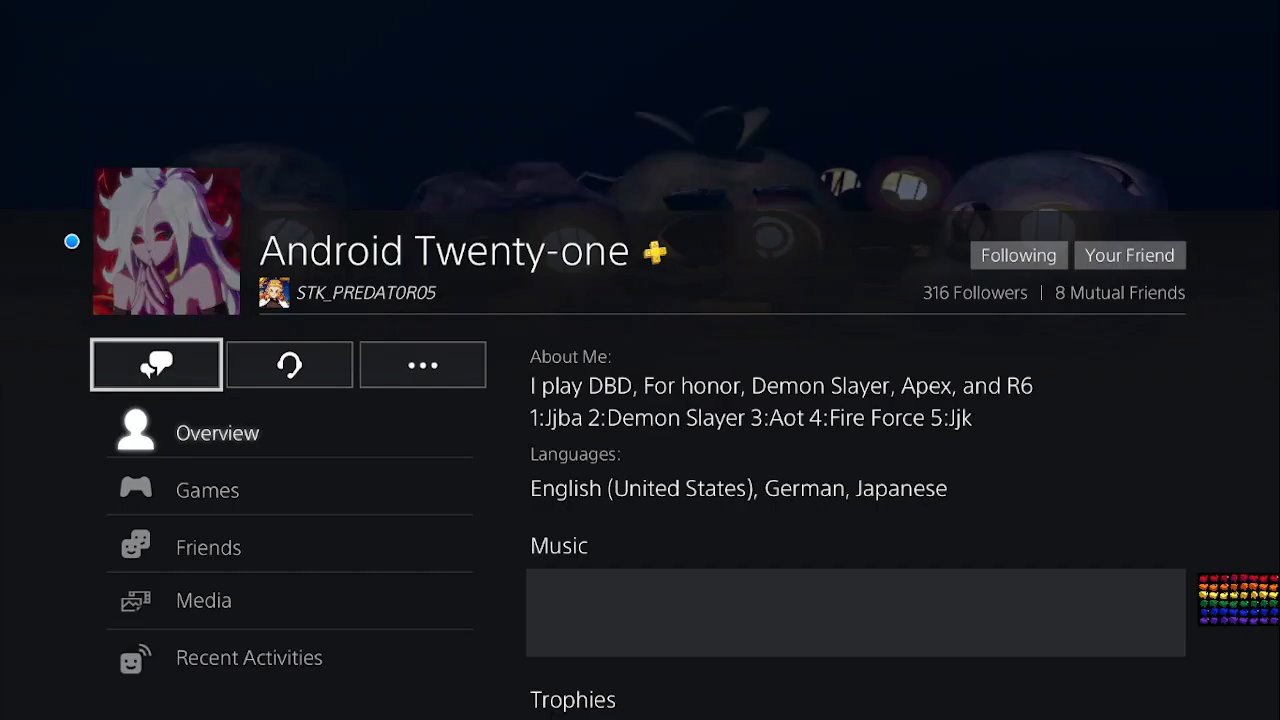 Android Twenty-one
STK_PREDATOR05
Following
Your Friend
316 Followers | 8 Mutual Friends
Overview
Games
Friends
Media
Recent Activities
About Me:
I play DBD, For honor, Demon Slayer, Apex, and R6
1:Jjba 2:Demon Slayer 3:Aot 4:Fire Force 5:Jjk
Languages:
English (United States), German, Japanese
Music
Trophies